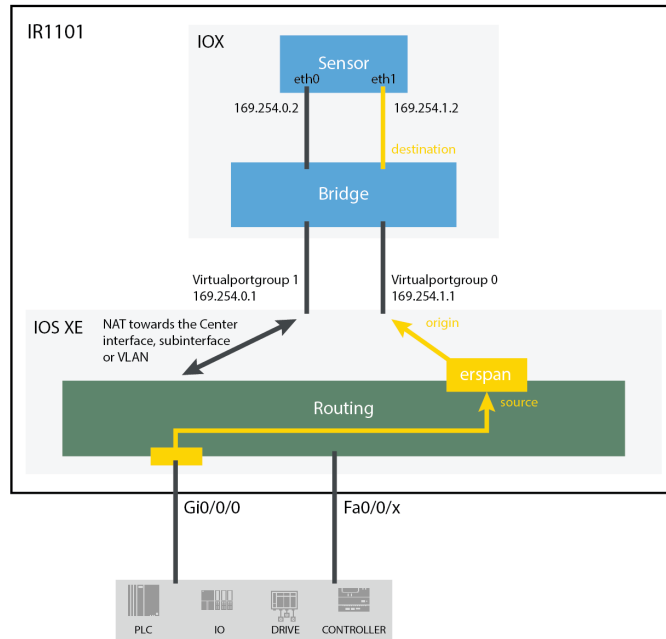 IR1101
IOX
Sensor
eth0
eth1
169.254.0.2
169.254.1.2
destination
Bridge
Virtualportgroup 1
169.254.0.1
Virtualportgroup 0
169.254.1.1
IOS XE
NAT towards the Center
interface, subinterface
or VLAN
origin
erspan
source
Routing
Gi0/0/0
Fa0/0/x
PLC
IO
DRIVE
CONTROLLER